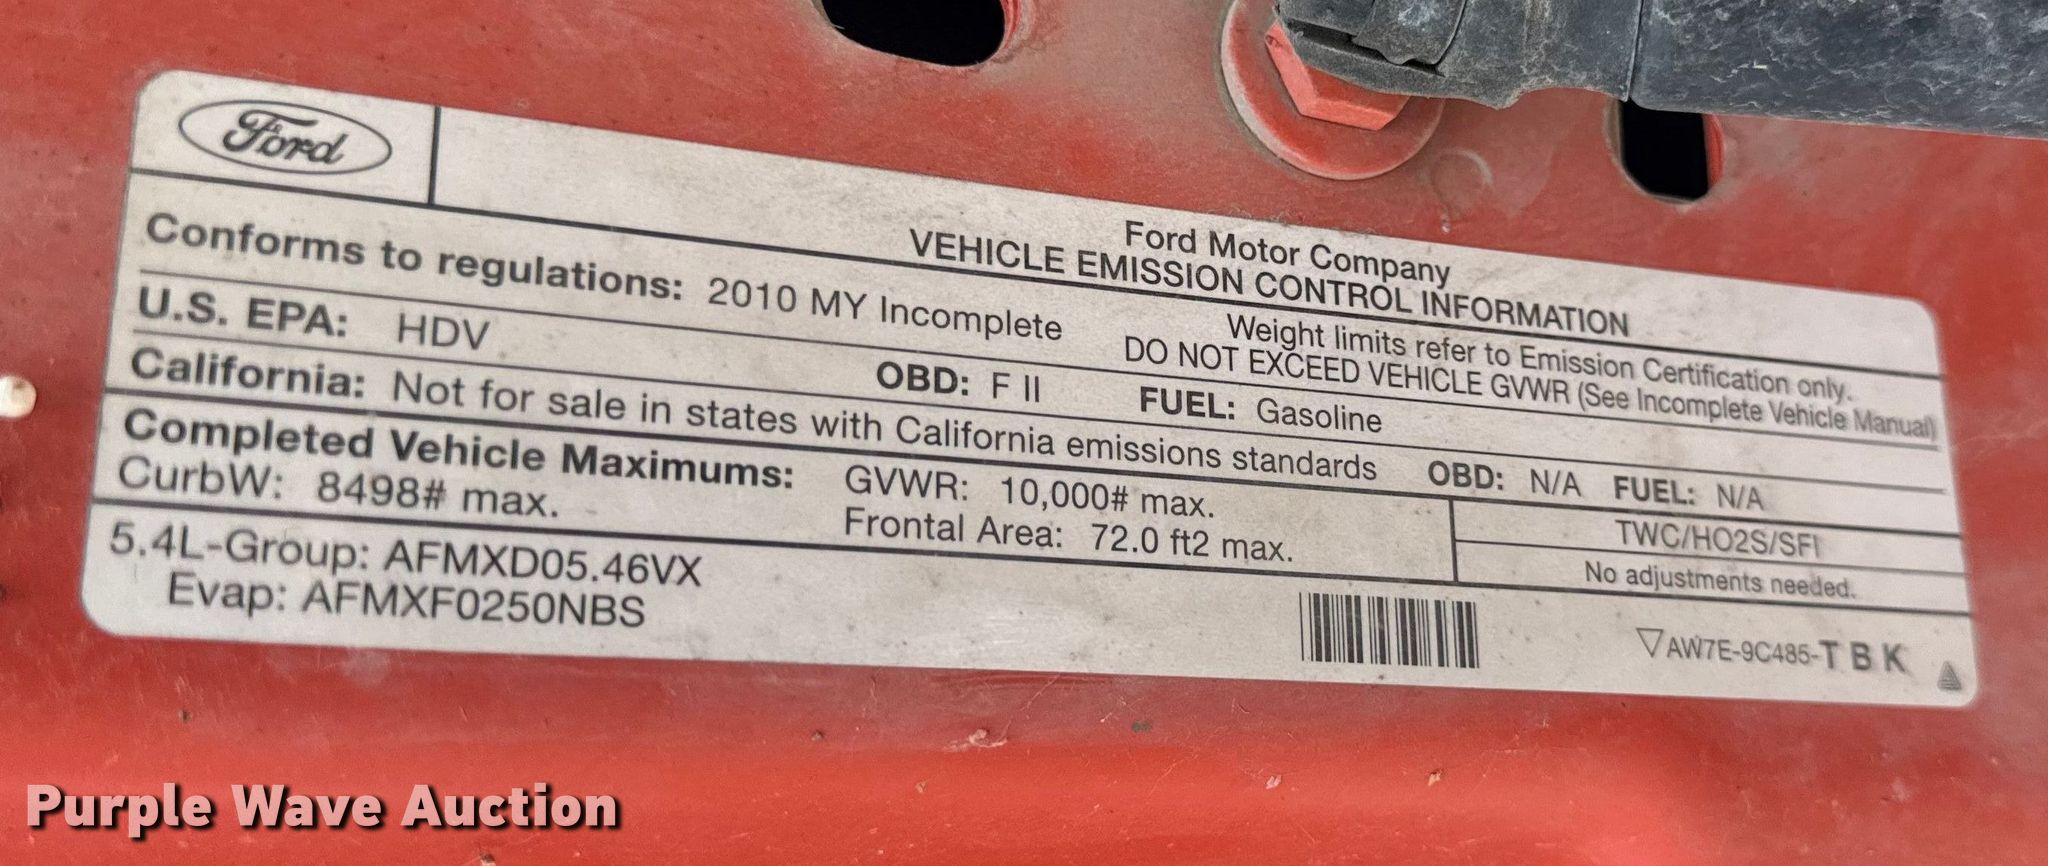 Ford
Ford Motor Company
VEHICLE EMISSION CONTROL INFORMATION
Conforms to regulations: 2010 MY Incomplete
Weight limits refer to Emission Certification only.
DO NOT EXCEED VEHICLE GVWR (See Incomplete Vehicle Manual)
U.S. EPA: HDV OBD: F II FUEL: Gasoline
California: Not for sale in states with California emissions standards OBD: N/A FUEL: N/A
Completed Vehicle Maximums: GVWR: 10,000# max.
CurbW: 8498# max. Frontal Area: 72.0 ft2 max.
TWC/HO2S/SFI
No adjustments needed.
5.4L-Group: AFMXD05.46VX
Evap: AFMXF0250NBS
AW7E-9C485-T B K
Purple Wave Auction